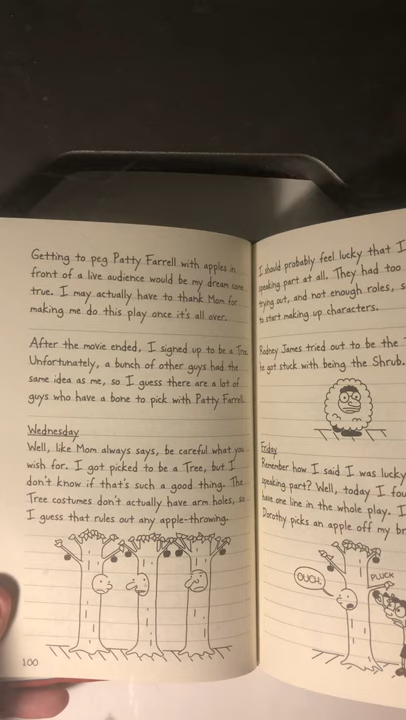 Getting to peg Patty Farrell with apples in
front of a live audience would be my dream come
true. I may actually have to thank Mom for
making me do this play once it's all over.
After the movie ended, I signed up to be a Tree.
Unfortunately, a bunch of other guys had the
same idea as me, so I guess there are a lot of
guys who have a bone to pick with Patty Farrell.
Wednesday
Well, like Mom always says, be careful what you
wish for. I got picked to be a Tree, but I
don't know if that's such a good thing. The
Tree costumes don't actually have arm holes, so
I guess that rules out any apple-throwing.
100
I should probably feel lucky that I
speaking part at all. They had too
trying out, and not enough roles, s
to start making up characters.
Rodney James tried out to be the T
he got stuck with being the Shrub.
Friday
Remember how I said I was lucky
speaking part? Well, today I fou
have one line in the whole play. I
Dorothy picks an apple off my br
OUCH.
PLUCK